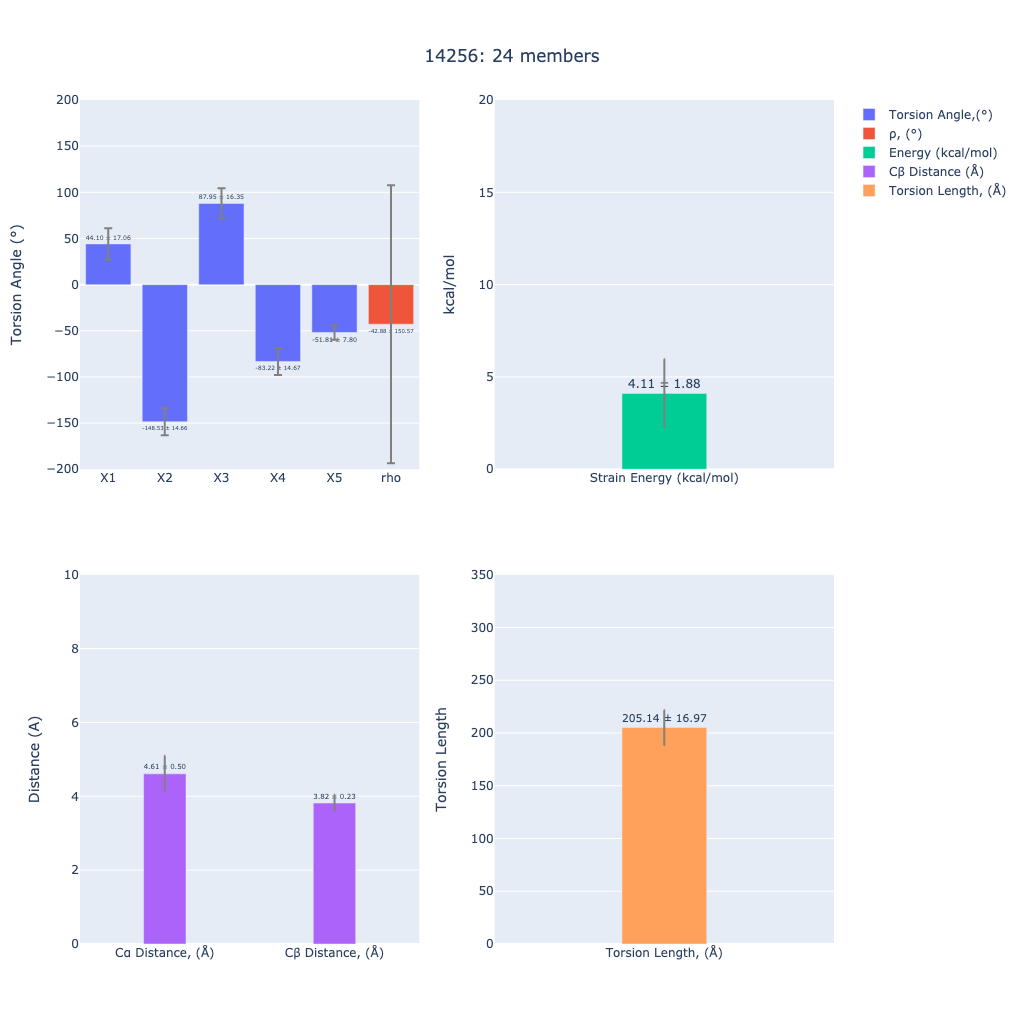 14256: 24 members
Torsion Angle (°)
200
150
100
50
0
−50
−100
−150
−200
44.10 ± 17.06
-148.53 ± 14.66
87.95 ± 16.35
-83.22 ± 14.67
-51.81 ± 7.80
-42.88 ± 150.57
X1 X2 X3 X4 X5 rho
kcal/mol
20
15
10
5
0
4.11 ± 1.88
Strain Energy (kcal/mol)
Torsion Angle,(°)
ρ, (°)
Energy (kcal/mol)
Cβ Distance (Å)
Torsion Length, (Å)
Distance (A)
10
8
6
4
2
0
4.61 ± 0.50
3.82 ± 0.23
Cα Distance, (Å) Cβ Distance, (Å)
Torsion Length
350
300
250
200
150
100
50
0
205.14 ± 16.97
Torsion Length, (Å)